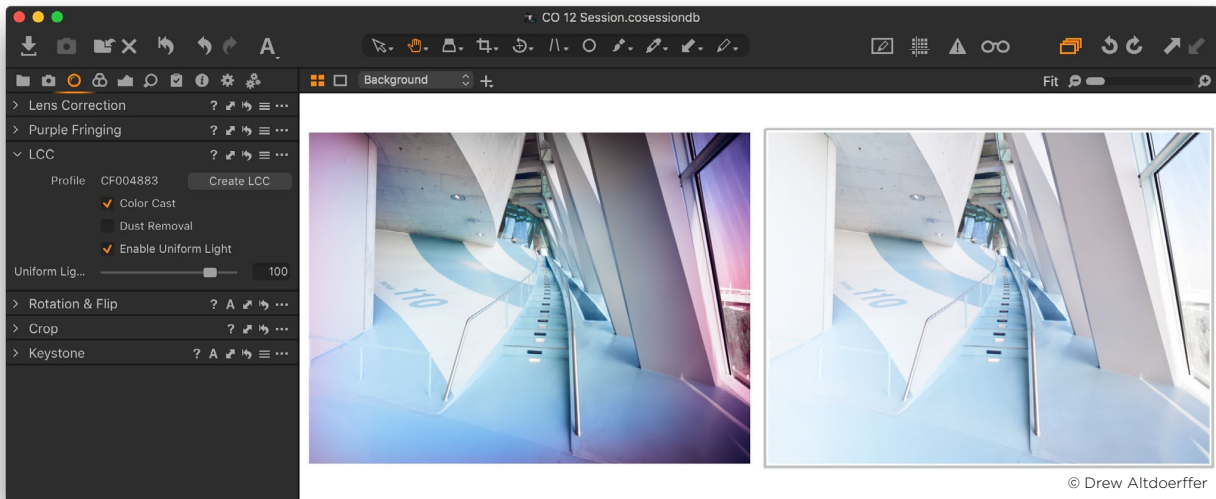 CO 12 Session.cosessiondb
A
Background
Fit
Lens Correction ?
Purple Fringing ?
LCC ?
Profile CF004883 Create LCC
Color Cast
Dust Removal
Enable Uniform Light
Uniform Lig... 100
Rotation & Flip ? A
Crop ?
Keystone ? A
110
110
© Drew Altdoerffer